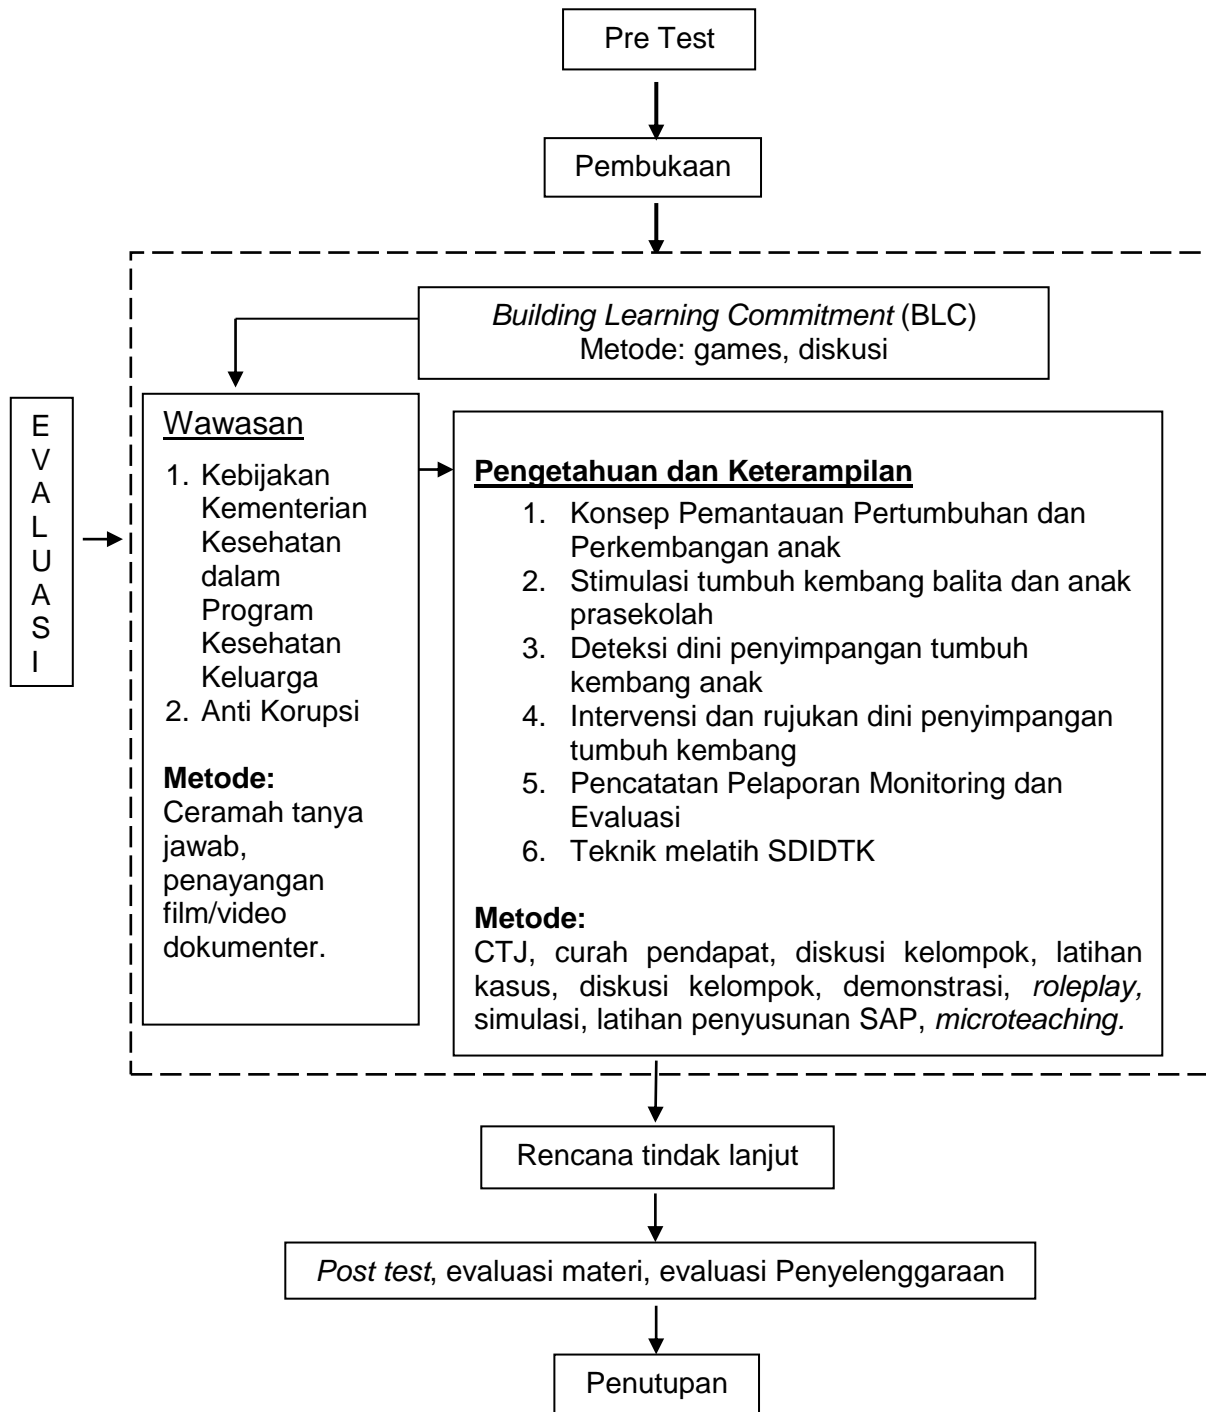 Pre Test
Pembukaan
Building Learning Commitment (BLC)
Metode: games, diskusi
E
V
A
L
U
A
S
I
Wawasan
1. Kebijakan
Kementerian
Kesehatan
dalam
Program
Kesehatan
Keluarga
2. Anti Korupsi
Metode:
Ceramah tanya
jawab,
penayangan
film/video
dokumenter.
Pengetahuan dan Keterampilan
1. Konsep Pemantauan Pertumbuhan dan
Perkembangan anak
2. Stimulasi tumbuh kembang balita dan anak
prasekolah
3. Deteksi dini penyimpangan tumbuh
kembang anak
4. Intervensi dan rujukan dini penyimpangan
tumbuh kembang
5. Pencatatan Pelaporan Monitoring dan
Evaluasi
6. Teknik melatih SDIDTK
Metode:
CTJ, curah pendapat, diskusi kelompok, latihan
kasus, diskusi kelompok, demonstrasi, roleplay,
simulasi, latihan penyusunan SAP, microteaching.
Rencana tindak lanjut
Post test, evaluasi materi, evaluasi Penyelenggaraan
Penutupan